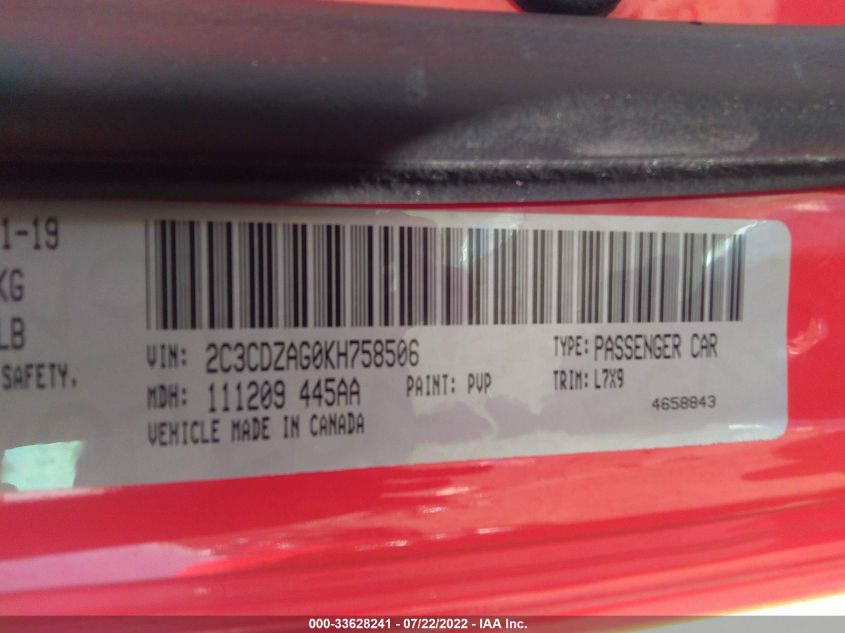 1-19
KG
LB
SAFETY.
VIN: 2C3CDZAG0KH758506
TYPE: PASSENGER CAR
MDH: 111209 445AA
PAINT: PVP
TRIM: L7X9
VEHICLE MADE IN CANADA
4658843
000-33628241 - 07/22/2022 - IAA Inc.